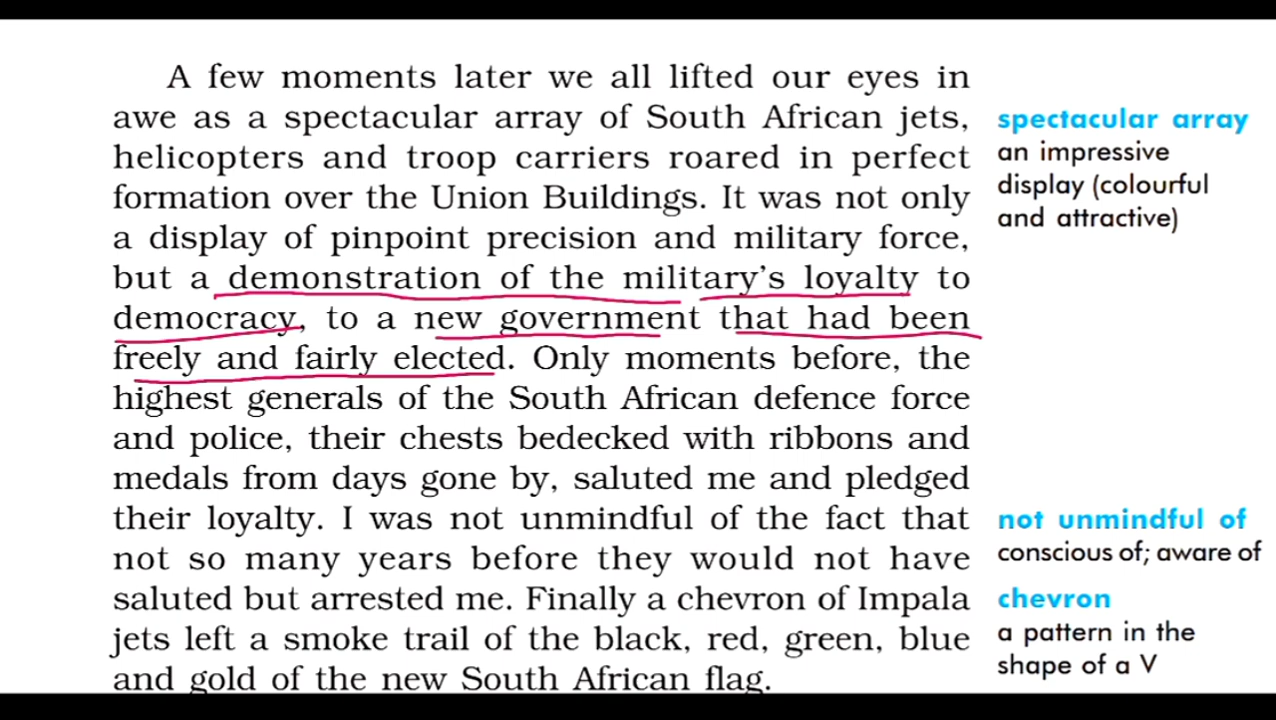 A few moments later we all lifted our eyes in
awe as a spectacular array of South African jets,
helicopters and troop carriers roared in perfect
formation over the Union Buildings. It was not only
a display of pinpoint precision and military force,
but a demonstration of the military's loyalty to
democracy, to a new government that had been
freely and fairly elected. Only moments before, the
highest generals of the South African defence force
and police, their chests bedecked with ribbons and
medals from days gone by, saluted me and pledged
their loyalty. I was not unmindful of the fact that
not so many years before they would not have
saluted but arrested me. Finally a chevron of Impala
jets left a smoke trail of the black, red, green, blue
and gold of the new South African flag.
spectacular array
an impressive
display (colourful
and attractive)
not unmindful of
conscious of; aware of
chevron
a pattern in the
shape of a V